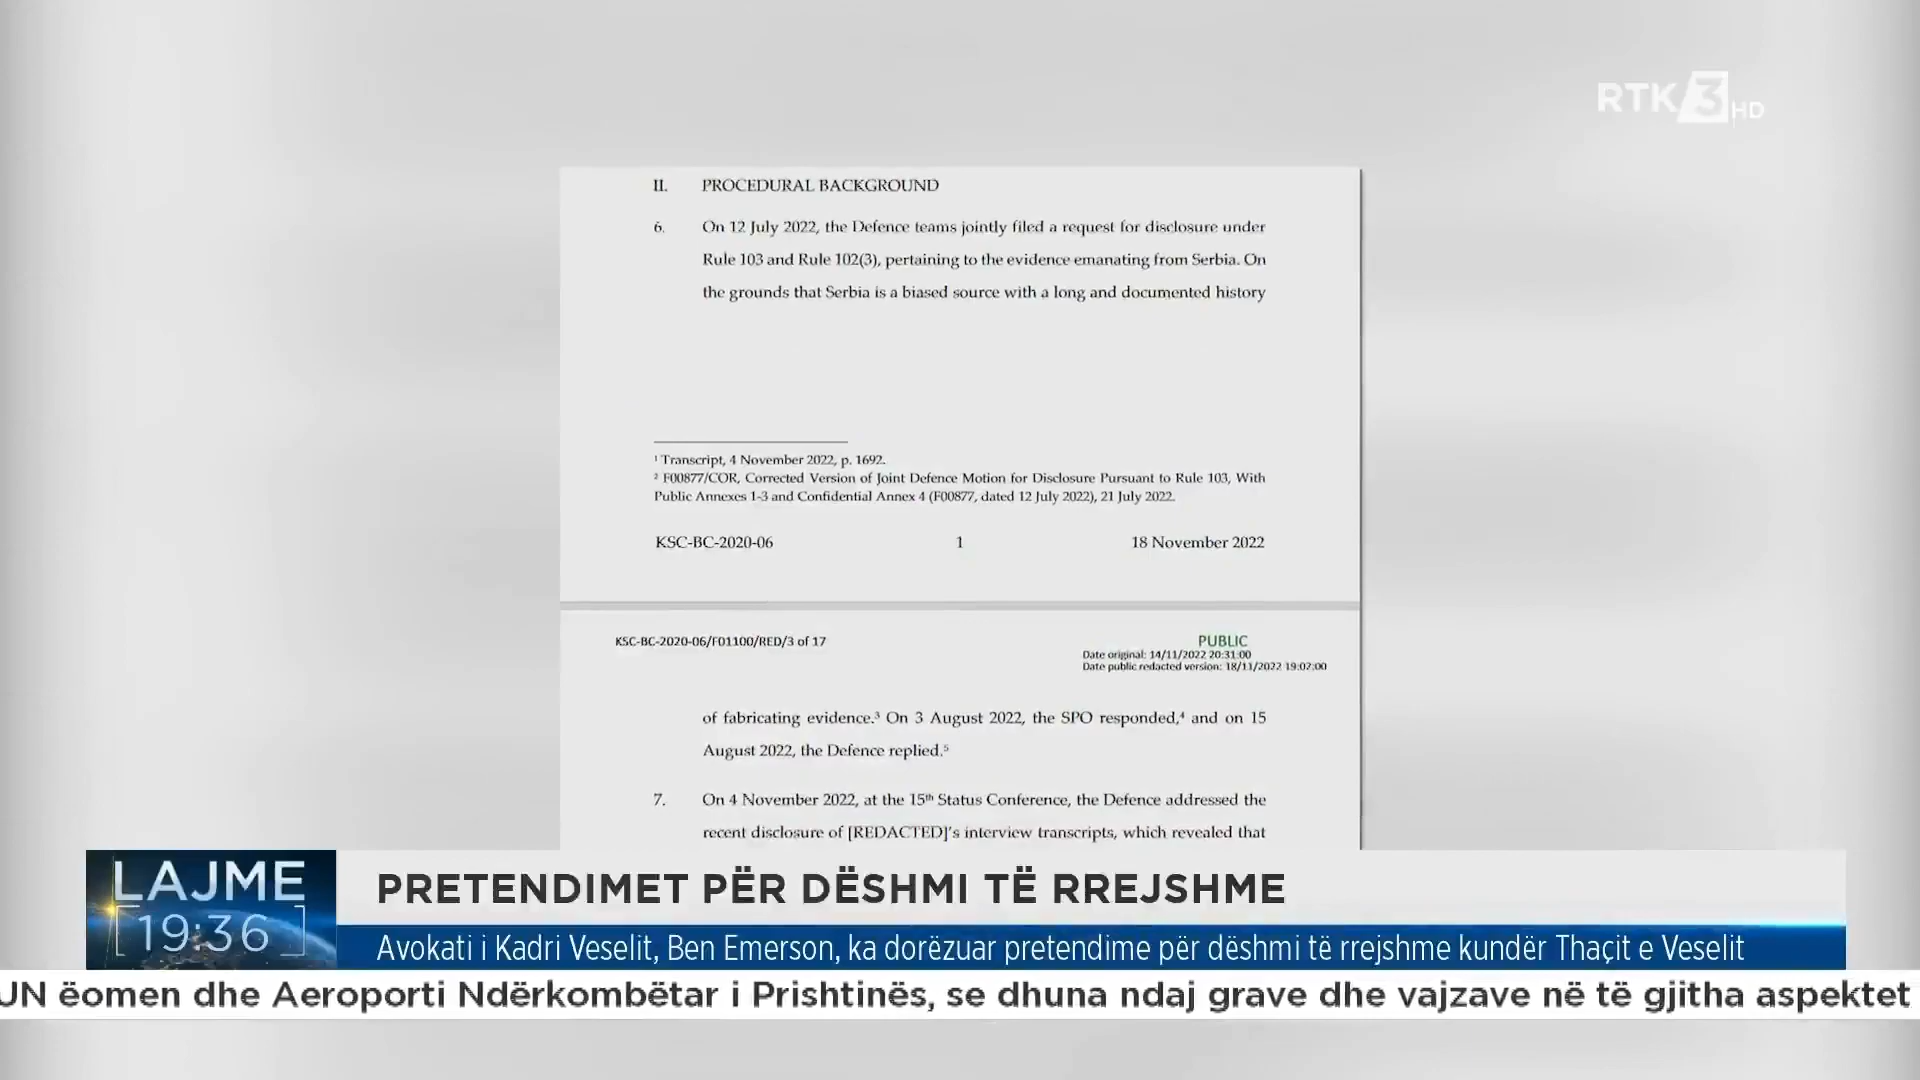 RTK 3 HD
II. PROCEDURAL BACKGROUND
6. On 12 July 2022, the Defence teams jointly filed a request for disclosure under
Rule 103 and Rule 102(3), pertaining to the evidence emanating from Serbia. On
the grounds that Serbia is a biased source with a long and documented history
¹ Transcript, 4 November 2022, p. 1692.
² F00877/COR, Corrected Version of Joint Defence Motion for Disclosure Pursuant to Rule 103, With
Public Annexes 1-3 and Confidential Annex 4 (F00877, dated 12 July 2022), 21 July 2022.
KSC-BC-2020-06 1 18 November 2022
KSC-BC-2020-06/F01100/RED/3 of 17
PUBLIC
Date original: 14/11/2022 20:31:00
Date public redacted version: 18/11/2022 19:02:00
of fabricating evidence.³ On 3 August 2022, the SPO responded,⁴ and on 15
August 2022, the Defence replied.⁵
7. On 4 November 2022, at the 15th Status Conference, the Defence addressed the
recent disclosure of [REDACTED]'s interview transcripts, which revealed that
LAJME
19:36
PRETENDIMET PËR DËSHMI TË RREJSHME
Avokati i Kadri Veselit, Ben Emerson, ka dorëzuar pretendime për dëshmi të rrejshme kundër Thaçit e Veselit
UN ëomen dhe Aeroporti Ndërkombëtar i Prishtinës, se dhuna ndaj grave dhe vajzave në të gjitha aspektet